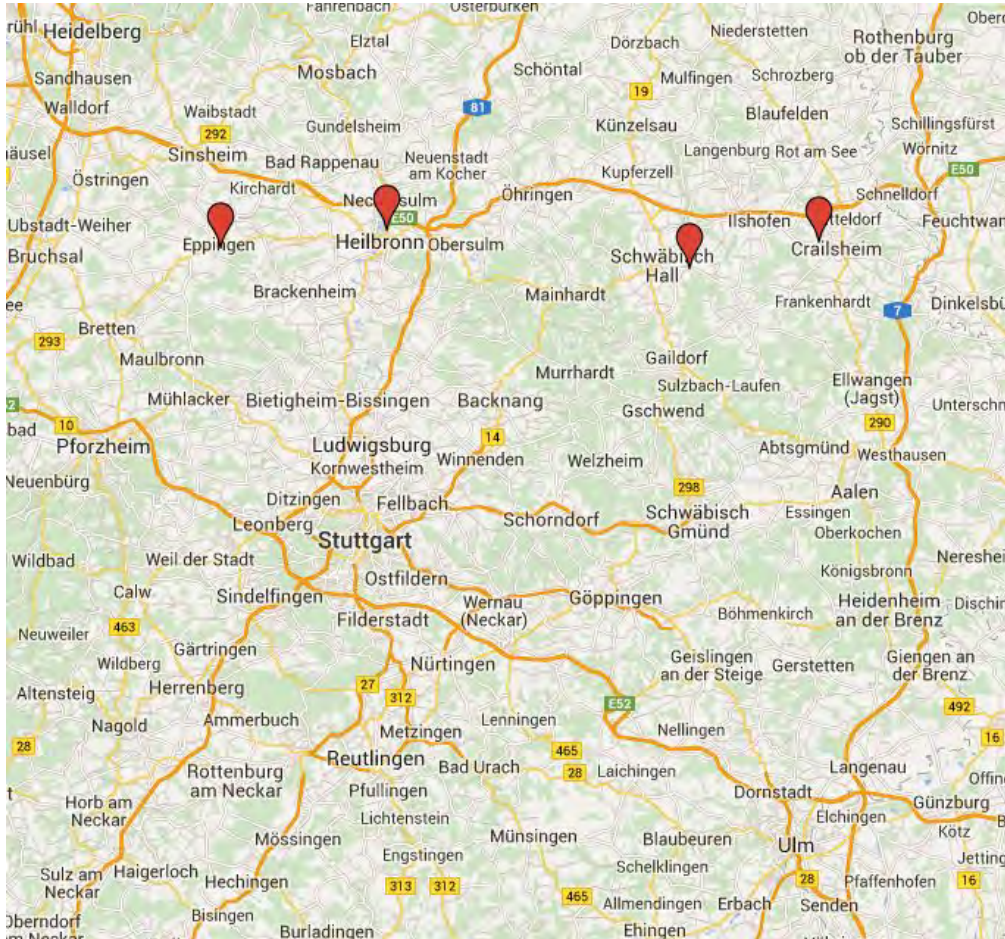 Fahrenbach
Osterburken
Heidelberg
Elztal
Niederstetten
Dörzbach
Rothenburg
ob der Tauber
Mosbach
Schöntal
Sandhausen
Mulfingen
Schrozberg
Walldorf
Waibstadt
81
19
Blaufelden
292
Gundelsheim
Künzelsau
Schillingsfürst
Sinsheim
Bad Rappenau
Neuenstadt
am Kocher
Langenburg
Rot am See
Wörnitz
Östringen
Kirchardt
Kupferzell
E50
Öhringen
Schnelldorf
Ubstadt-Weiher
E50
Ilshofen
Feuchtwan
Eppingen
Heilbronn
Obersulm
Crailsheim
Bruchsal
Schwäbisch
Hall
Brackenheim
Mainhardt
Frankenhardt
Dinkelsbü
Bretten
7
293
Maulbronn
Gaildorf
Murrhardt
Sulzbach-Laufen
Ellwangen
(Jagst)
Mühlacker
Bietigheim-Bissingen
Backnang
Gschwend
Unterschn
10
290
Pforzheim
Ludwigsburg
14
Abtsgmünd
Westhausen
Kornwestheim
Winnenden
Welzheim
Neuenbürg
298
Ditzingen
Fellbach
Aalen
Leonberg
Schorndorf
Schwäbisch
Gmünd
Essingen
Oberkochen
Stuttgart
Wildbad
Weil der Stadt
Nereshe
Ostfildern
Königsbronn
Calw
Sindelfingen
Wernau
(Neckar)
Göppingen
Böhmenkirch
Heidenheim
an der Brenz
Disching
Filderstadt
463
Neuweiler
Gärtringen
Wildberg
Nürtingen
Geislingen
an der Steige
Gerstetten
Giengen an
der Brenz
Altensteig
Herrenberg
27
312
E52
492
Nagold
Ammerbuch
Lenningen
Metzingen
Nellingen
28
465
16
Reutlingen
Bad Urach
28
Laichingen
Langenau
Rottenburg
am Neckar
Pfullingen
Dornstadt
Horb am
Neckar
Lichtenstein
Elchingen
Günzburg
Mössingen
Münsingen
Blaubeuren
Ulm
Kötz
Engstingen
Sulz am
Neckar
Haigerloch
Hechingen
313
312
Schelklingen
28
Pfaffenhofen
16
465
Bisingen
Allmendingen
Erbach
Senden
Burladingen
Ehingen